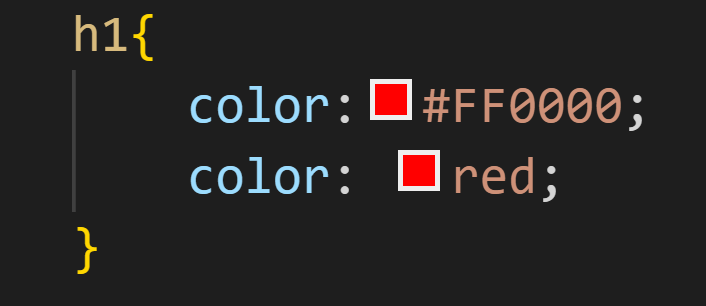 h1{
color:#FF0000;
color: red;
}